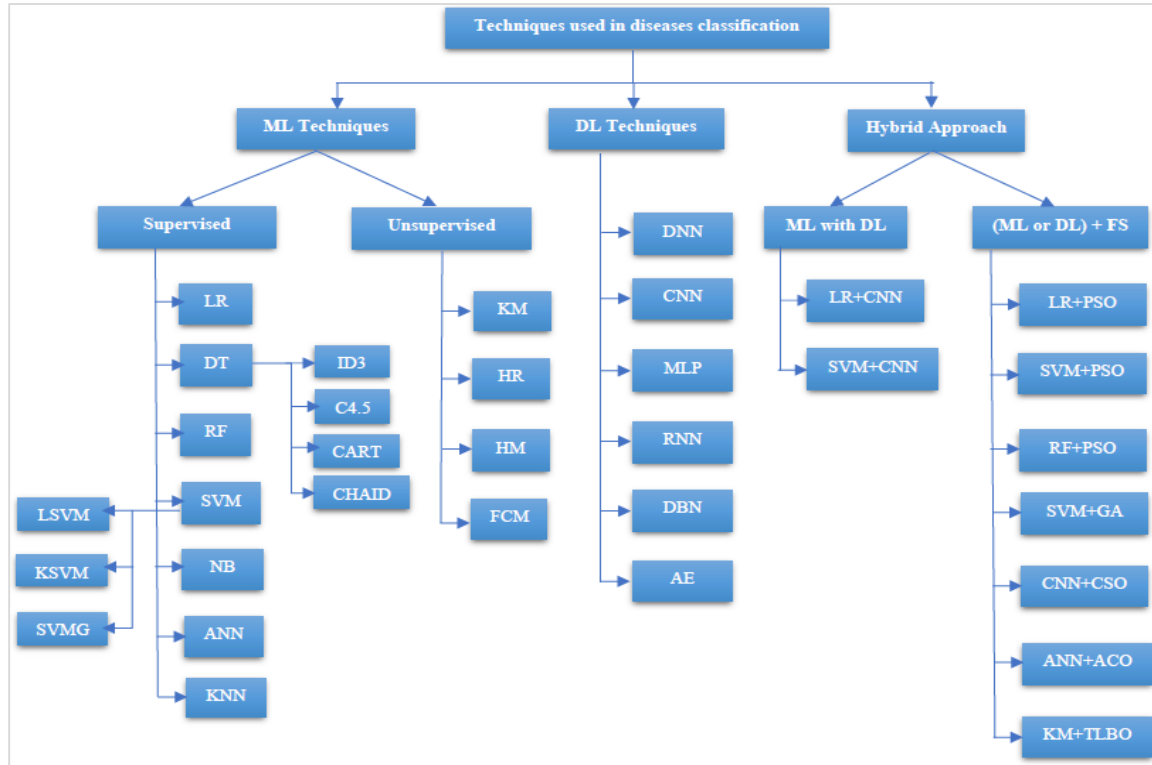 Techniques used in diseases classification
ML Techniques
DL Techniques
Hybrid Approach
Supervised
Unsupervised
ML with DL
(ML or DL) + FS
LR
DT
RF
SVM
NB
ANN
KNN
ID3
C4.5
CART
CHAID
LSVM
KSVM
SVMG
KM
HR
HM
FCM
DNN
CNN
MLP
RNN
DBN
AE
LR+CNN
SVM+CNN
LR+PSO
SVM+PSO
RF+PSO
SVM+GA
CNN+CSO
ANN+ACO
KM+TLBO